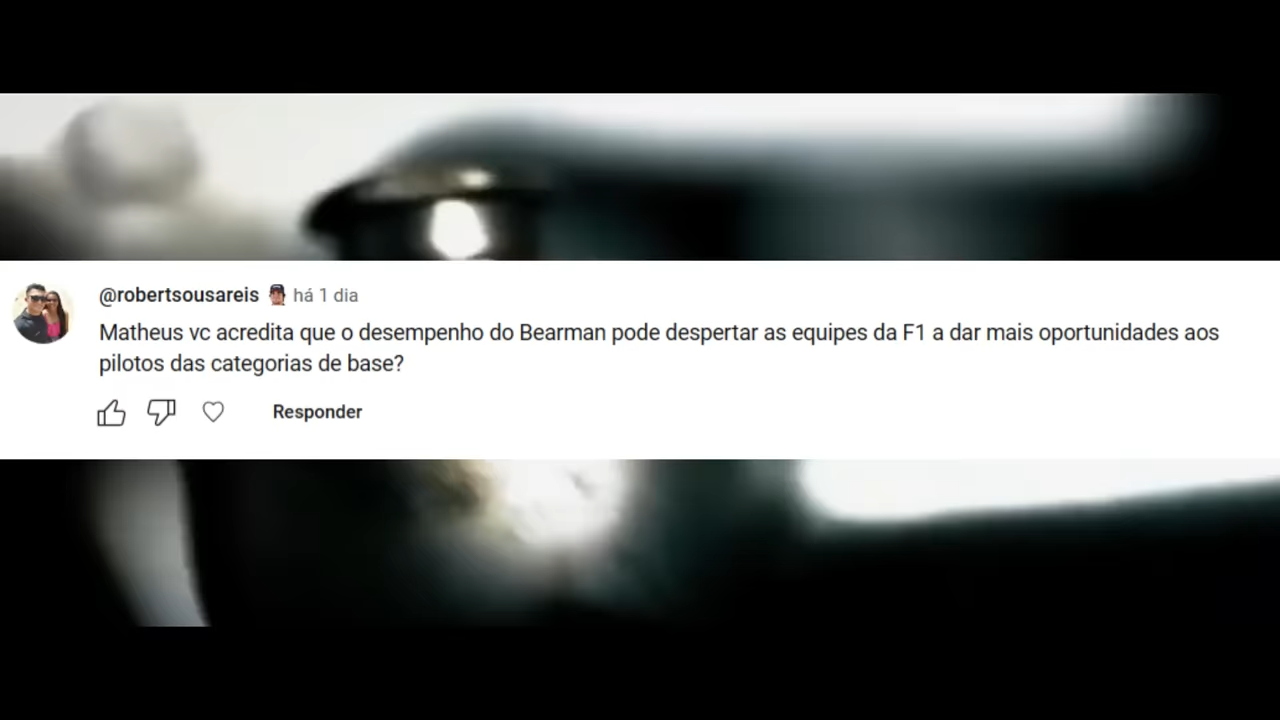 @robertsousareis há 1 dia
Matheus vc acredita que o desempenho do Bearman pode despertar as equipes da F1 a dar mais oportunidades aos
pilotos das categorias de base?
Responder